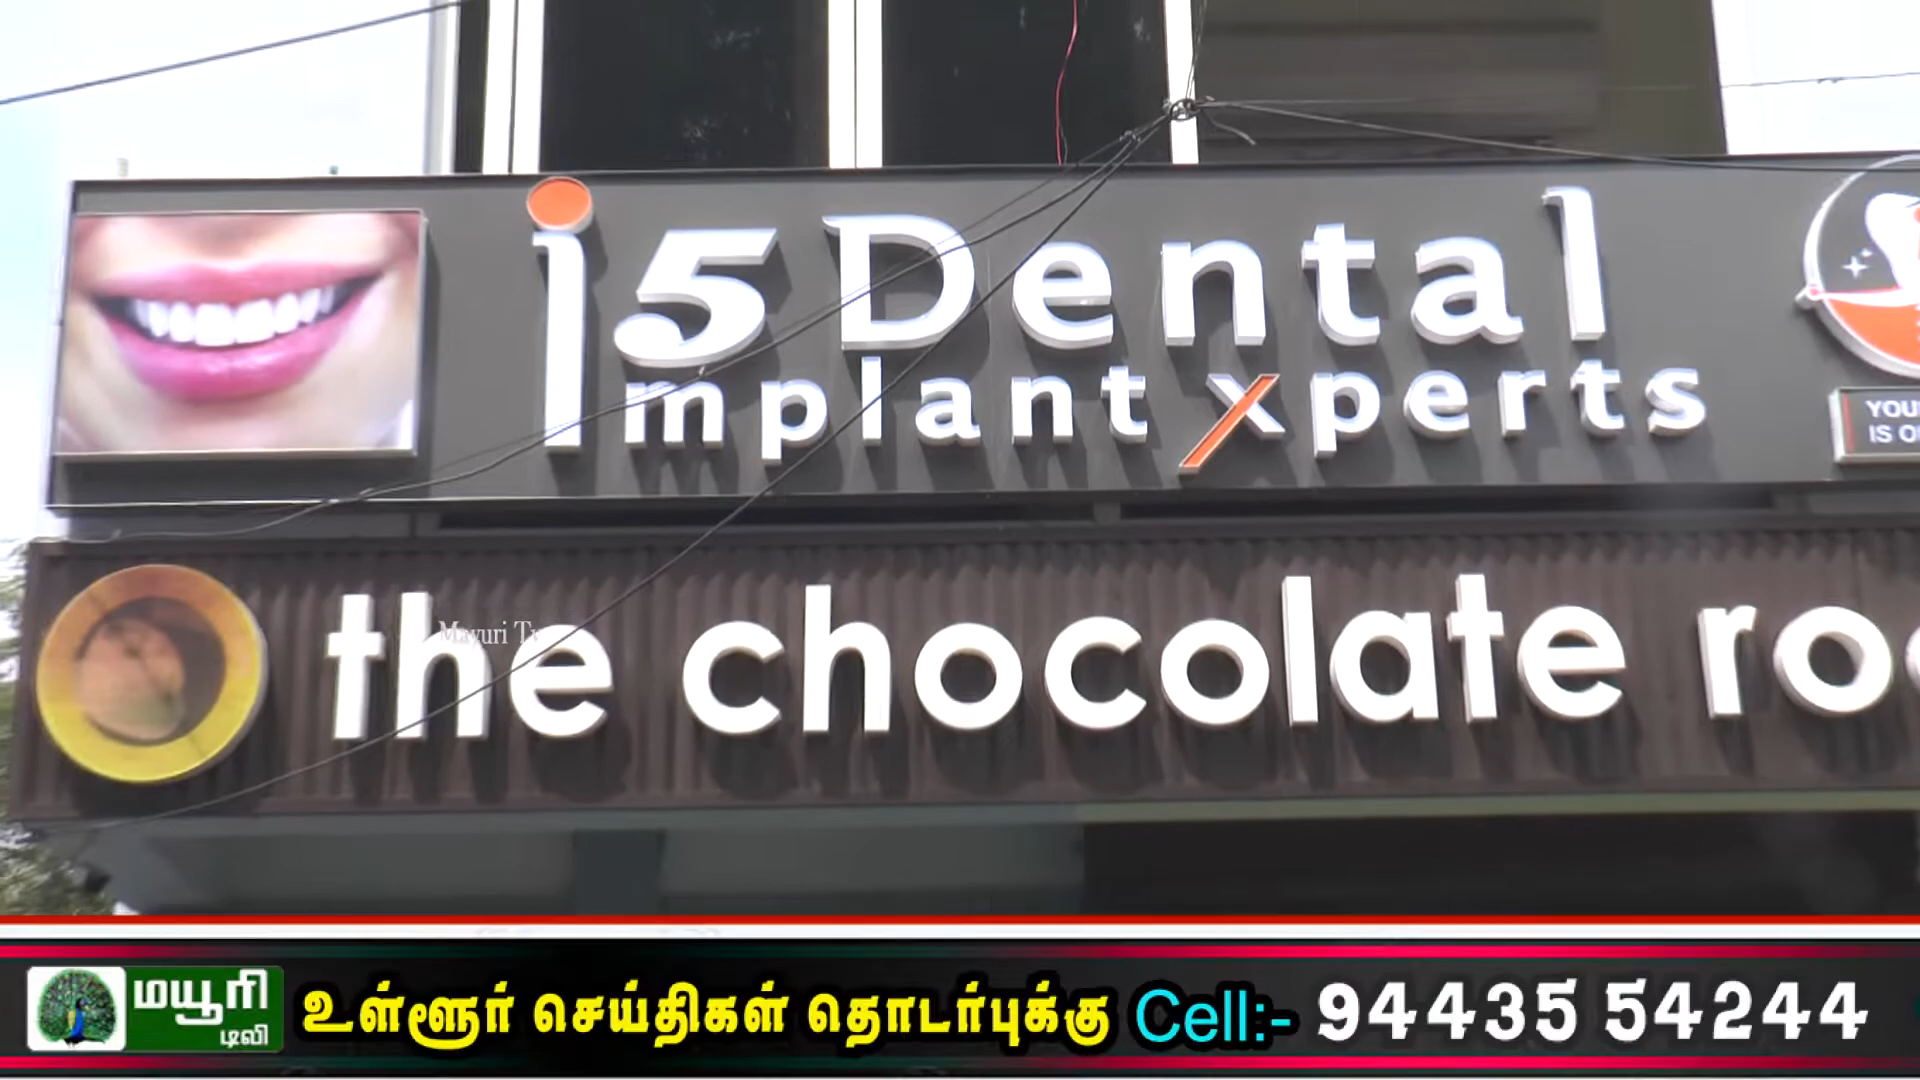 i5 Dental
implant xperts
YOU
IS O
the chocolate ro
Mayuri Tv
மயூரி
டிவி
உள்ளூர் செய்திகள் தொடர்புக்கு Cell:- 94435 54244